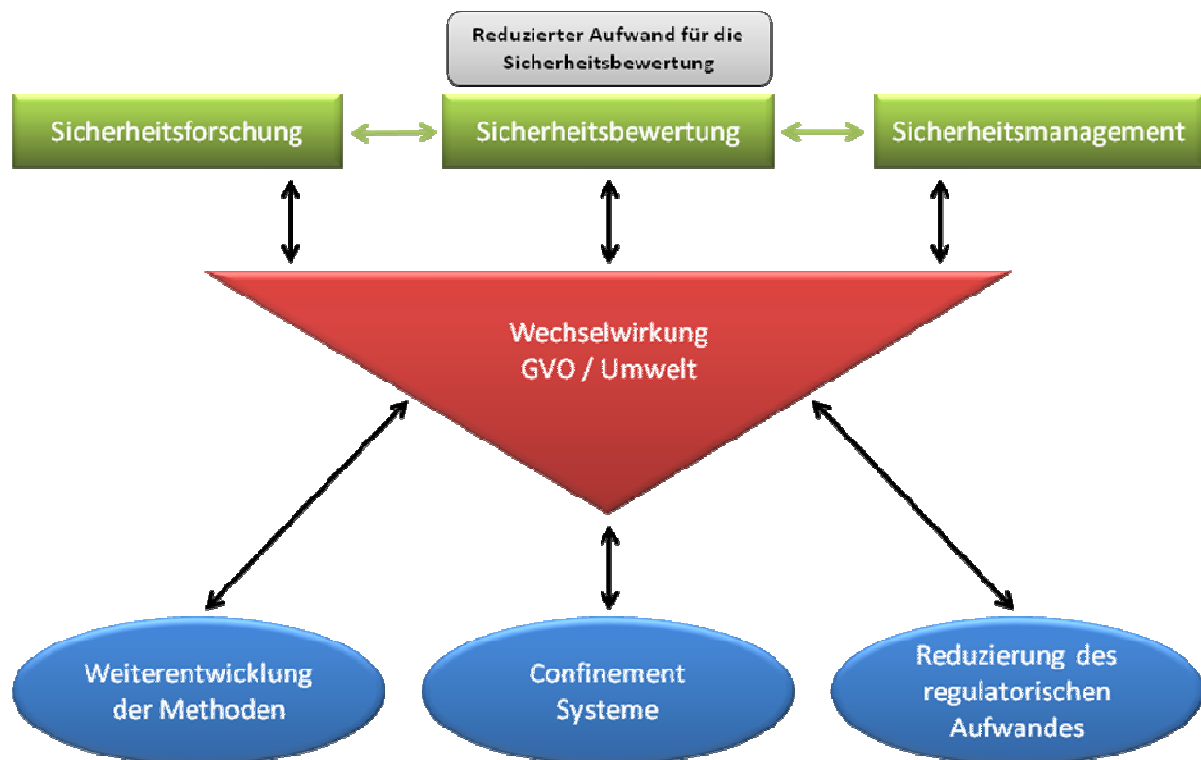 Reduzierter Aufwand für die
Sicherheitsbewertung
Sicherheitsforschung
Sicherheitsbewertung
Sicherheitsmanagement
Wechselwirkung
GVO / Umwelt
Weiterentwicklung
der Methoden
Confinement
Systeme
Reduzierung des
regulatorischen
Aufwandes